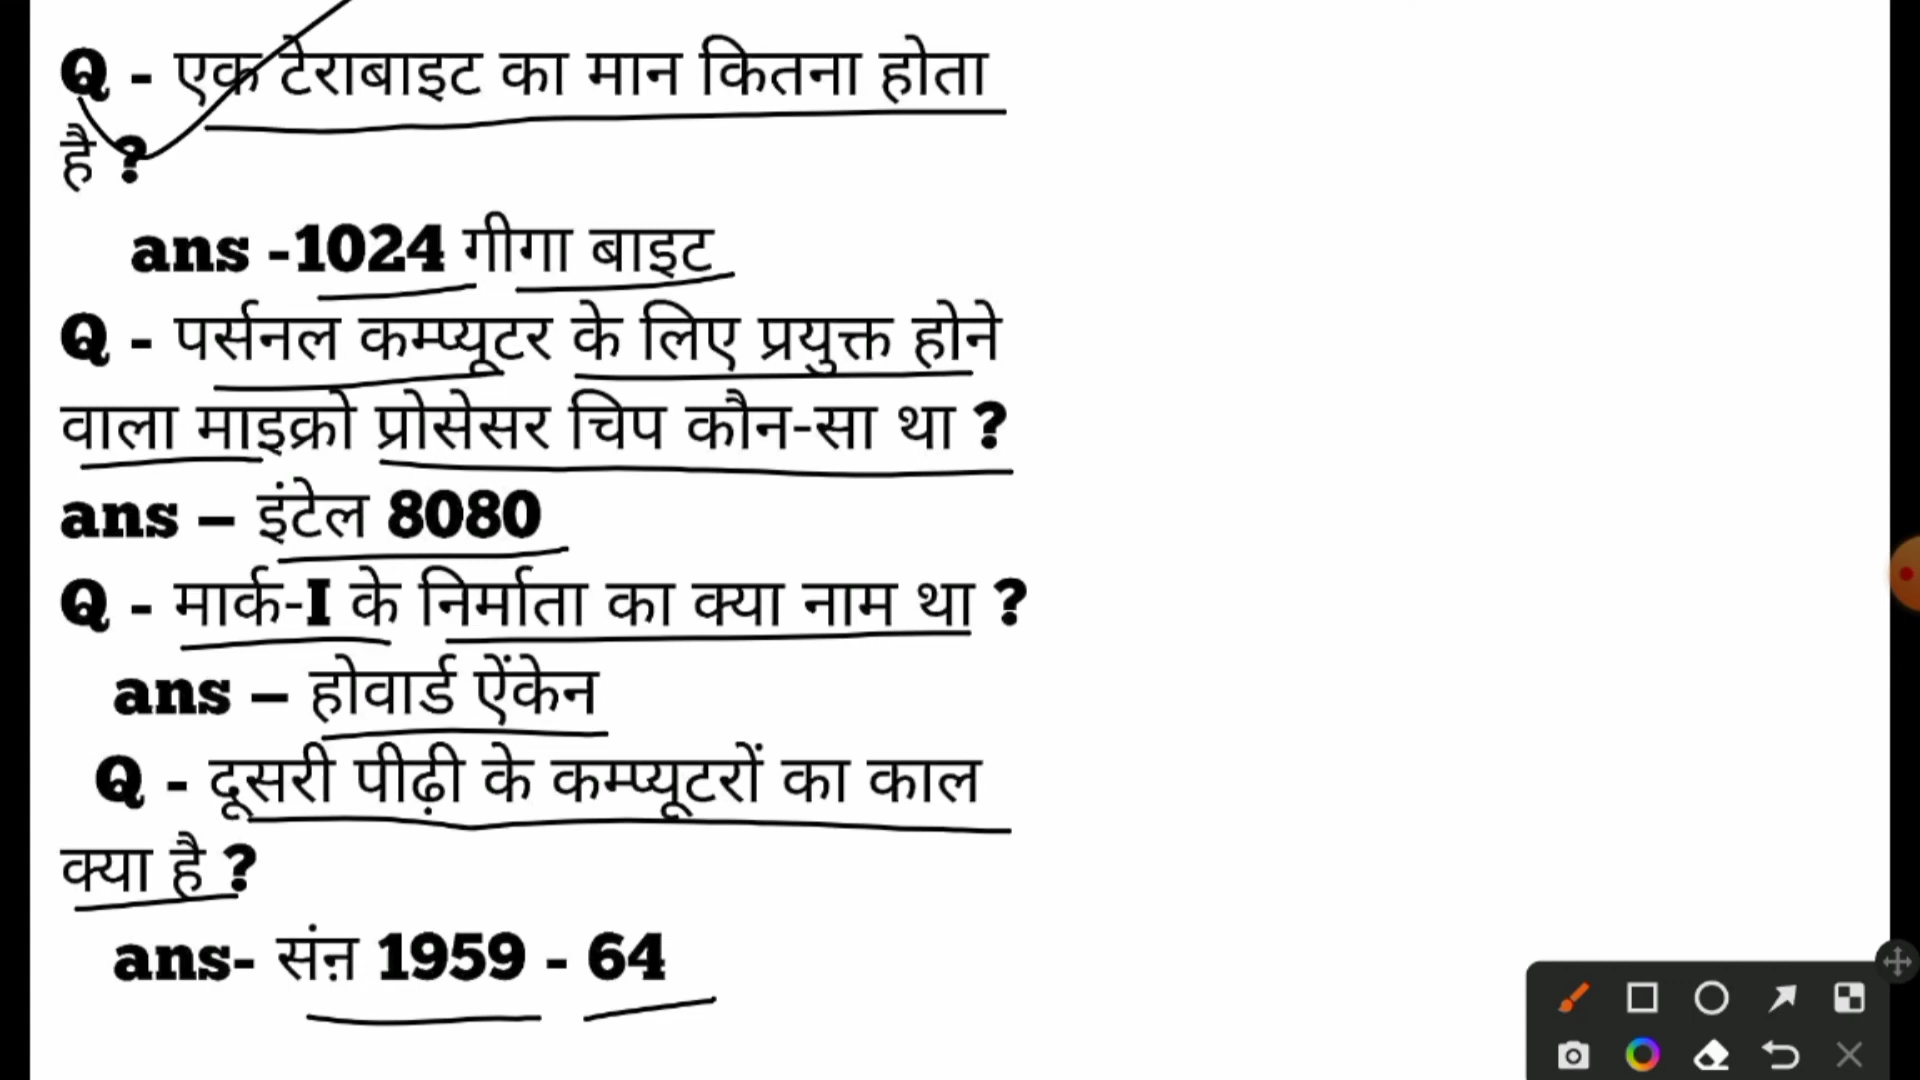 Q - एक टेराबाइट का मान कितना होता
है ?
ans -1024 गीगा बाइट
Q - पर्सनल कम्प्यूटर के लिए प्रयुक्त होने
वाला माइक्रो प्रोसेसर चिप कौन-सा था ?
ans – इंटेल 8080
Q - मार्क-I के निर्माता का क्या नाम था ?
ans – होवार्ड ऐंकेन
Q - दूसरी पीढ़ी के कम्प्यूटरों का काल
क्या है ?
ans- संऩ 1959 - 64